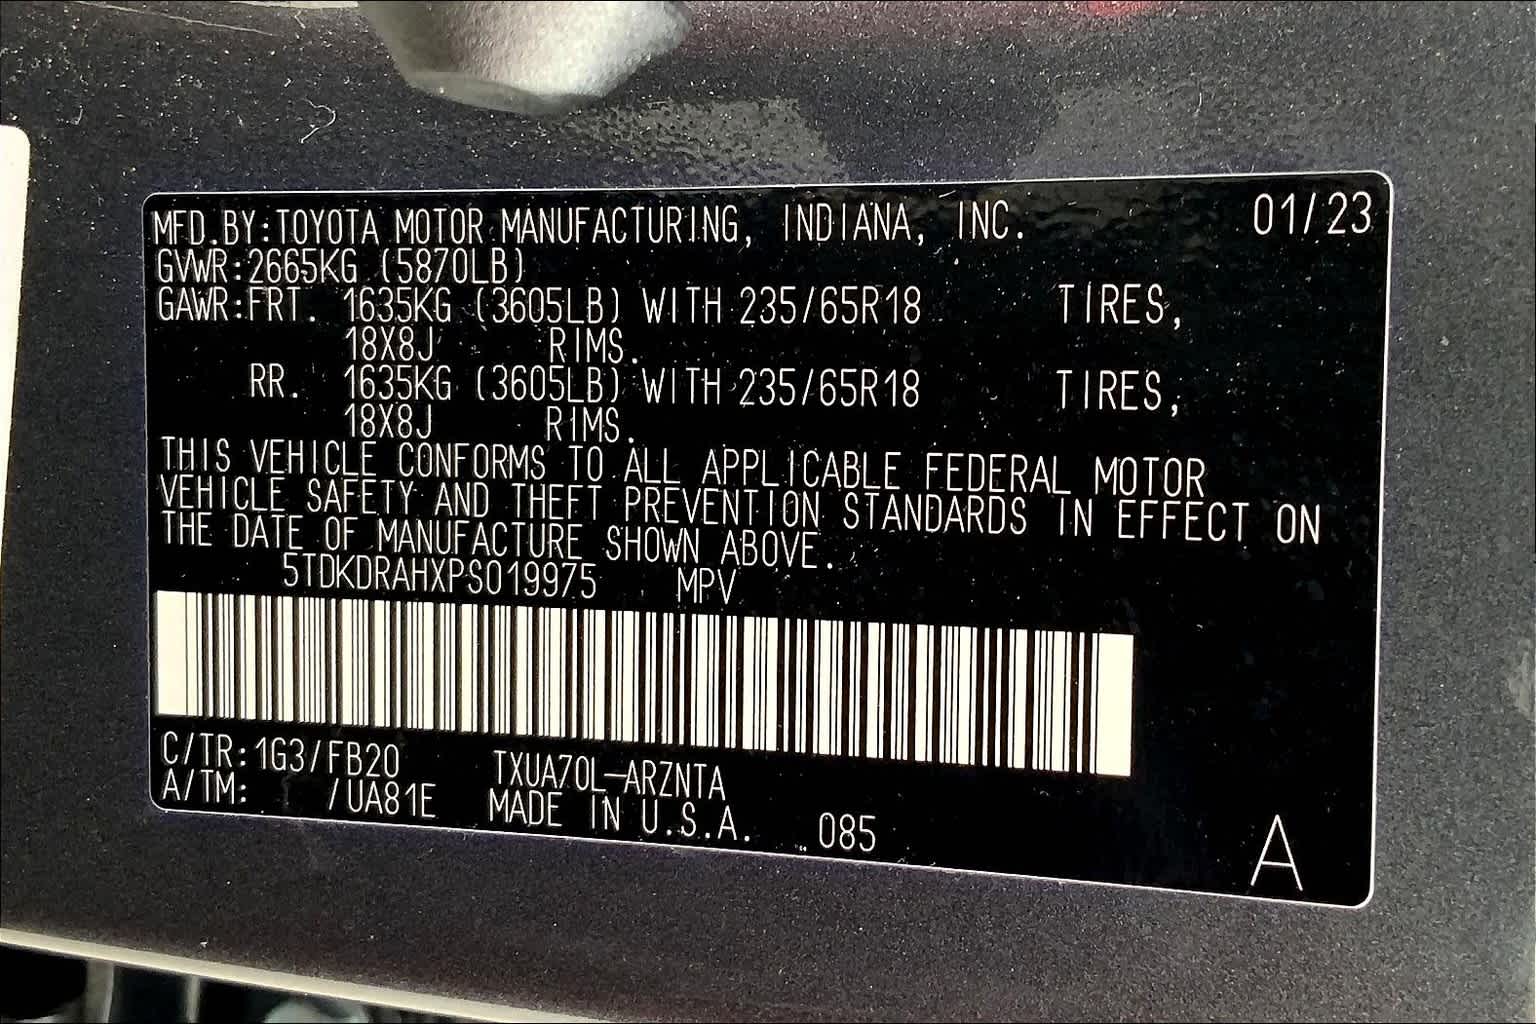 MFD.BY:TOYOTA MOTOR MANUFACTURING, INDIANA, INC. 01/23
GVWR:2665KG (5870LB)
GAWR:FRT. 1635KG (3605LB) WITH 235/65R18 TIRES,
18X8J RIMS.
RR. 1635KG (3605LB) WITH 235/65R18 TIRES,
18X8J RIMS.
THIS VEHICLE CONFORMS TO ALL APPLICABLE FEDERAL MOTOR
VEHICLE SAFETY AND THEFT PREVENTION STANDARDS IN EFFECT ON
THE DATE OF MANUFACTURE SHOWN ABOVE.
5TDKDRAHXPS019975 MPV
C/TR:1G3/FB20 TXUA70L-ARZNTA
A/TM: /UA81E MADE IN U.S.A. 085
A